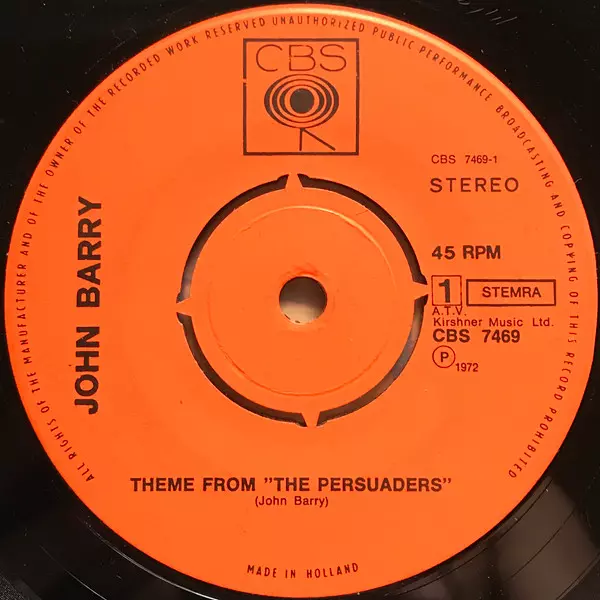 ALL RIGHTS OF THE MANUFACTURER AND OF THE OWNER OF THE RECORDED WORK RESERVED UNAUTHORIZED PUBLIC PERFORMANCE BROADCASTING AND COPYING OF THIS RECORD PROHIBITED
CBS
CBS 7469-1
STEREO
JOHN BARRY
45 RPM
1 STEMRA
A.T.V.
Kirshner Music Ltd.
CBS 7469
Ⓟ 1972
THEME FROM "THE PERSUADERS"
(John Barry)
MADE IN HOLLAND